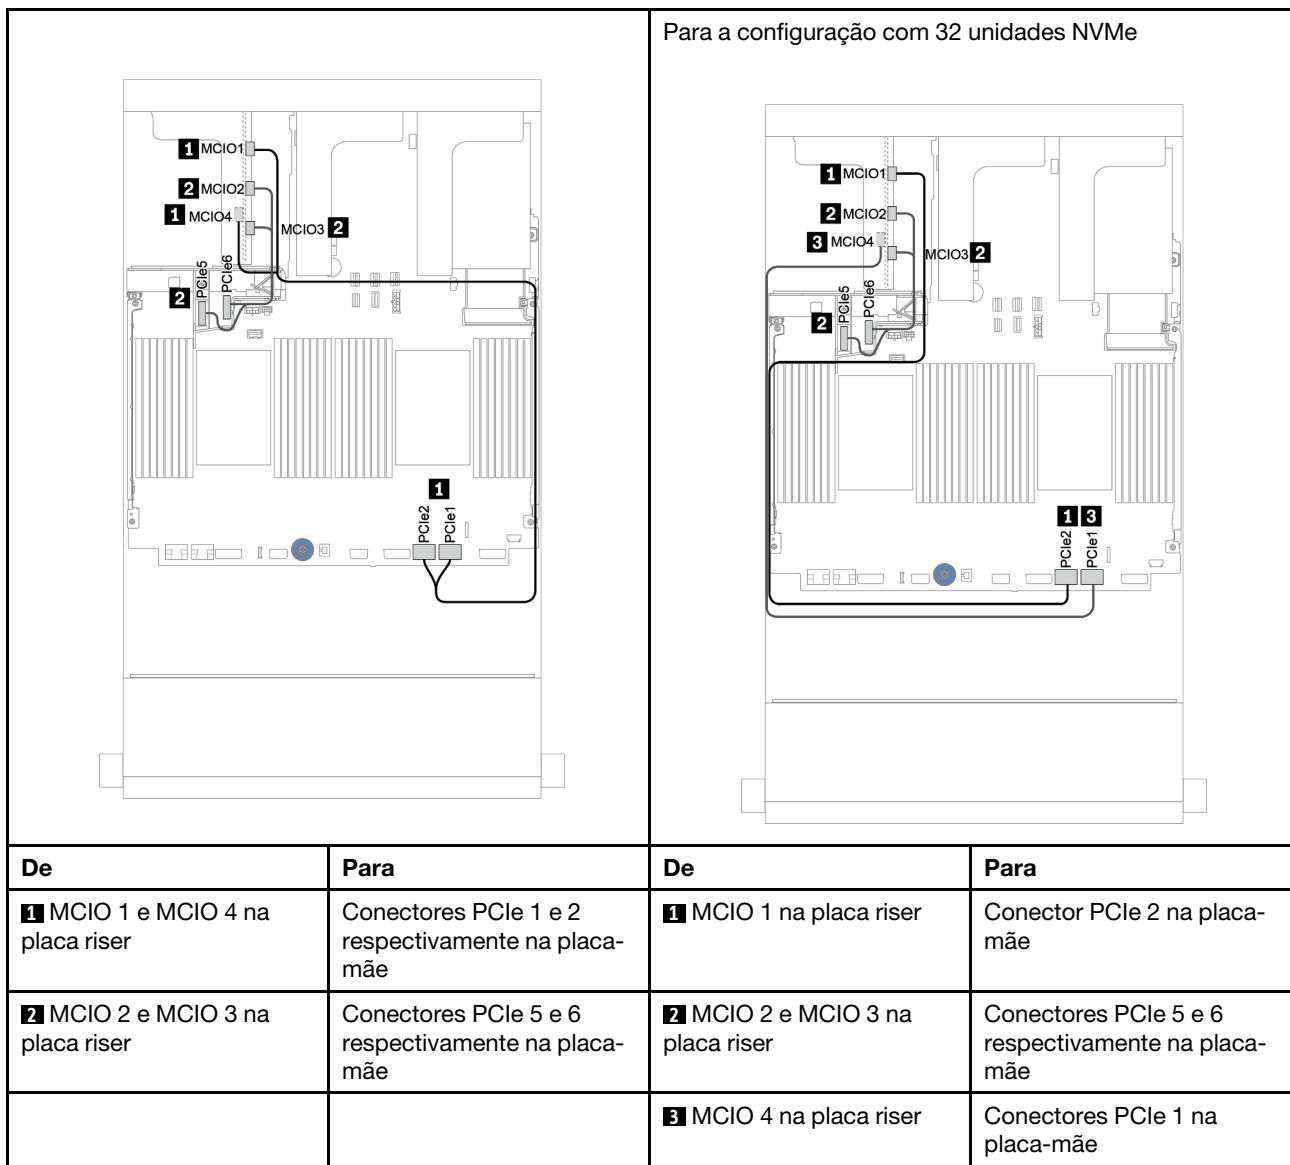 Para a configuração com 32 unidades NVMe
1 MCIO1
2 MCIO2
1 MCIO4
MCIO3 2
2 PCIe5 PCIe6
1
PCIe2 PCIe1
1 MCIO1
2 MCIO2
3 MCIO4
MCIO3 2
2 PCIe5 PCIe6
1 3
PCIe2 PCIe1
De
Para
De
Para
1 MCIO 1 e MCIO 4 na
placa riser
Conectores PCIe 1 e 2
respectivamente na placa-
mãe
1 MCIO 1 na placa riser
Conector PCIe 2 na placa-
mãe
2 MCIO 2 e MCIO 3 na
placa riser
Conectores PCIe 5 e 6
respectivamente na placa-
mãe
2 MCIO 2 e MCIO 3 na
placa riser
Conectores PCIe 5 e 6
respectivamente na placa-
mãe
3 MCIO 4 na placa riser
Conectores PCIe 1 na
placa-mãe